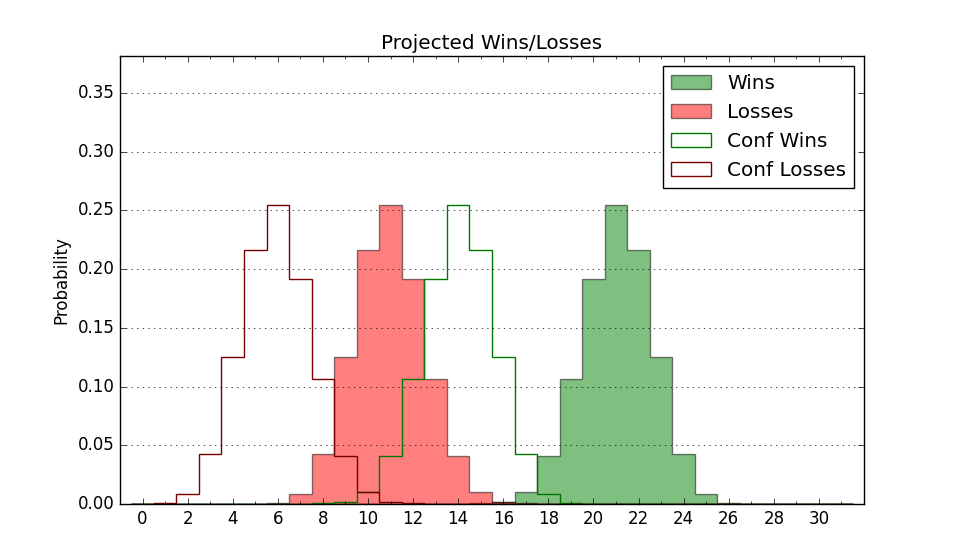 Projected Wins/Losses
Wins
Losses
Conf Wins
Conf Losses
Probability
0.35
0.30
0.25
0.20
0.15
0.10
0.05
0.00
0 2 4 6 8 10 12 14 16 18 20 22 24 26 28 30